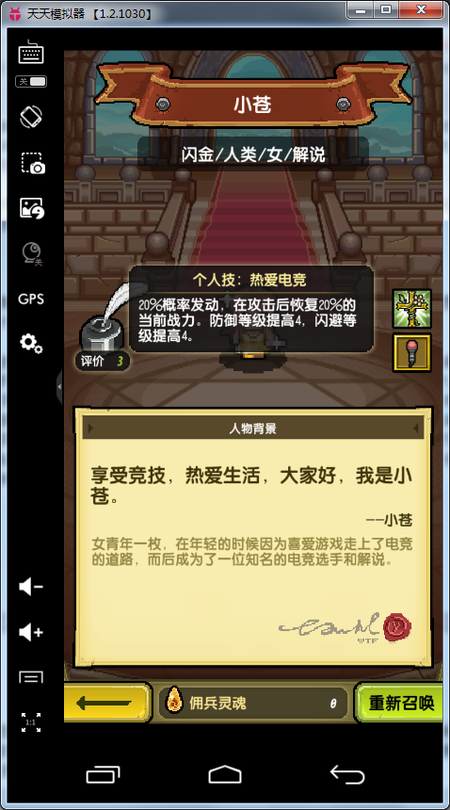 天天模拟器 【1.2.1030】
关
小苍
闪金/人类/女/解说
个人技：热爱电竞
20%概率发动，在攻击后恢复20%的
当前战力。防御等级提高4，闪避等
级提高4。
评价 3
关
GPS
人物背景
享受竞技，热爱生活，大家好，我是小
苍。
--小苍
女青年一枚，在年轻的时候因为喜爱游戏走上了电竞
的道路，而后成为了一位知名的电竞选手和解说。
WTF
佣兵灵魂 0
重新召唤
1:1